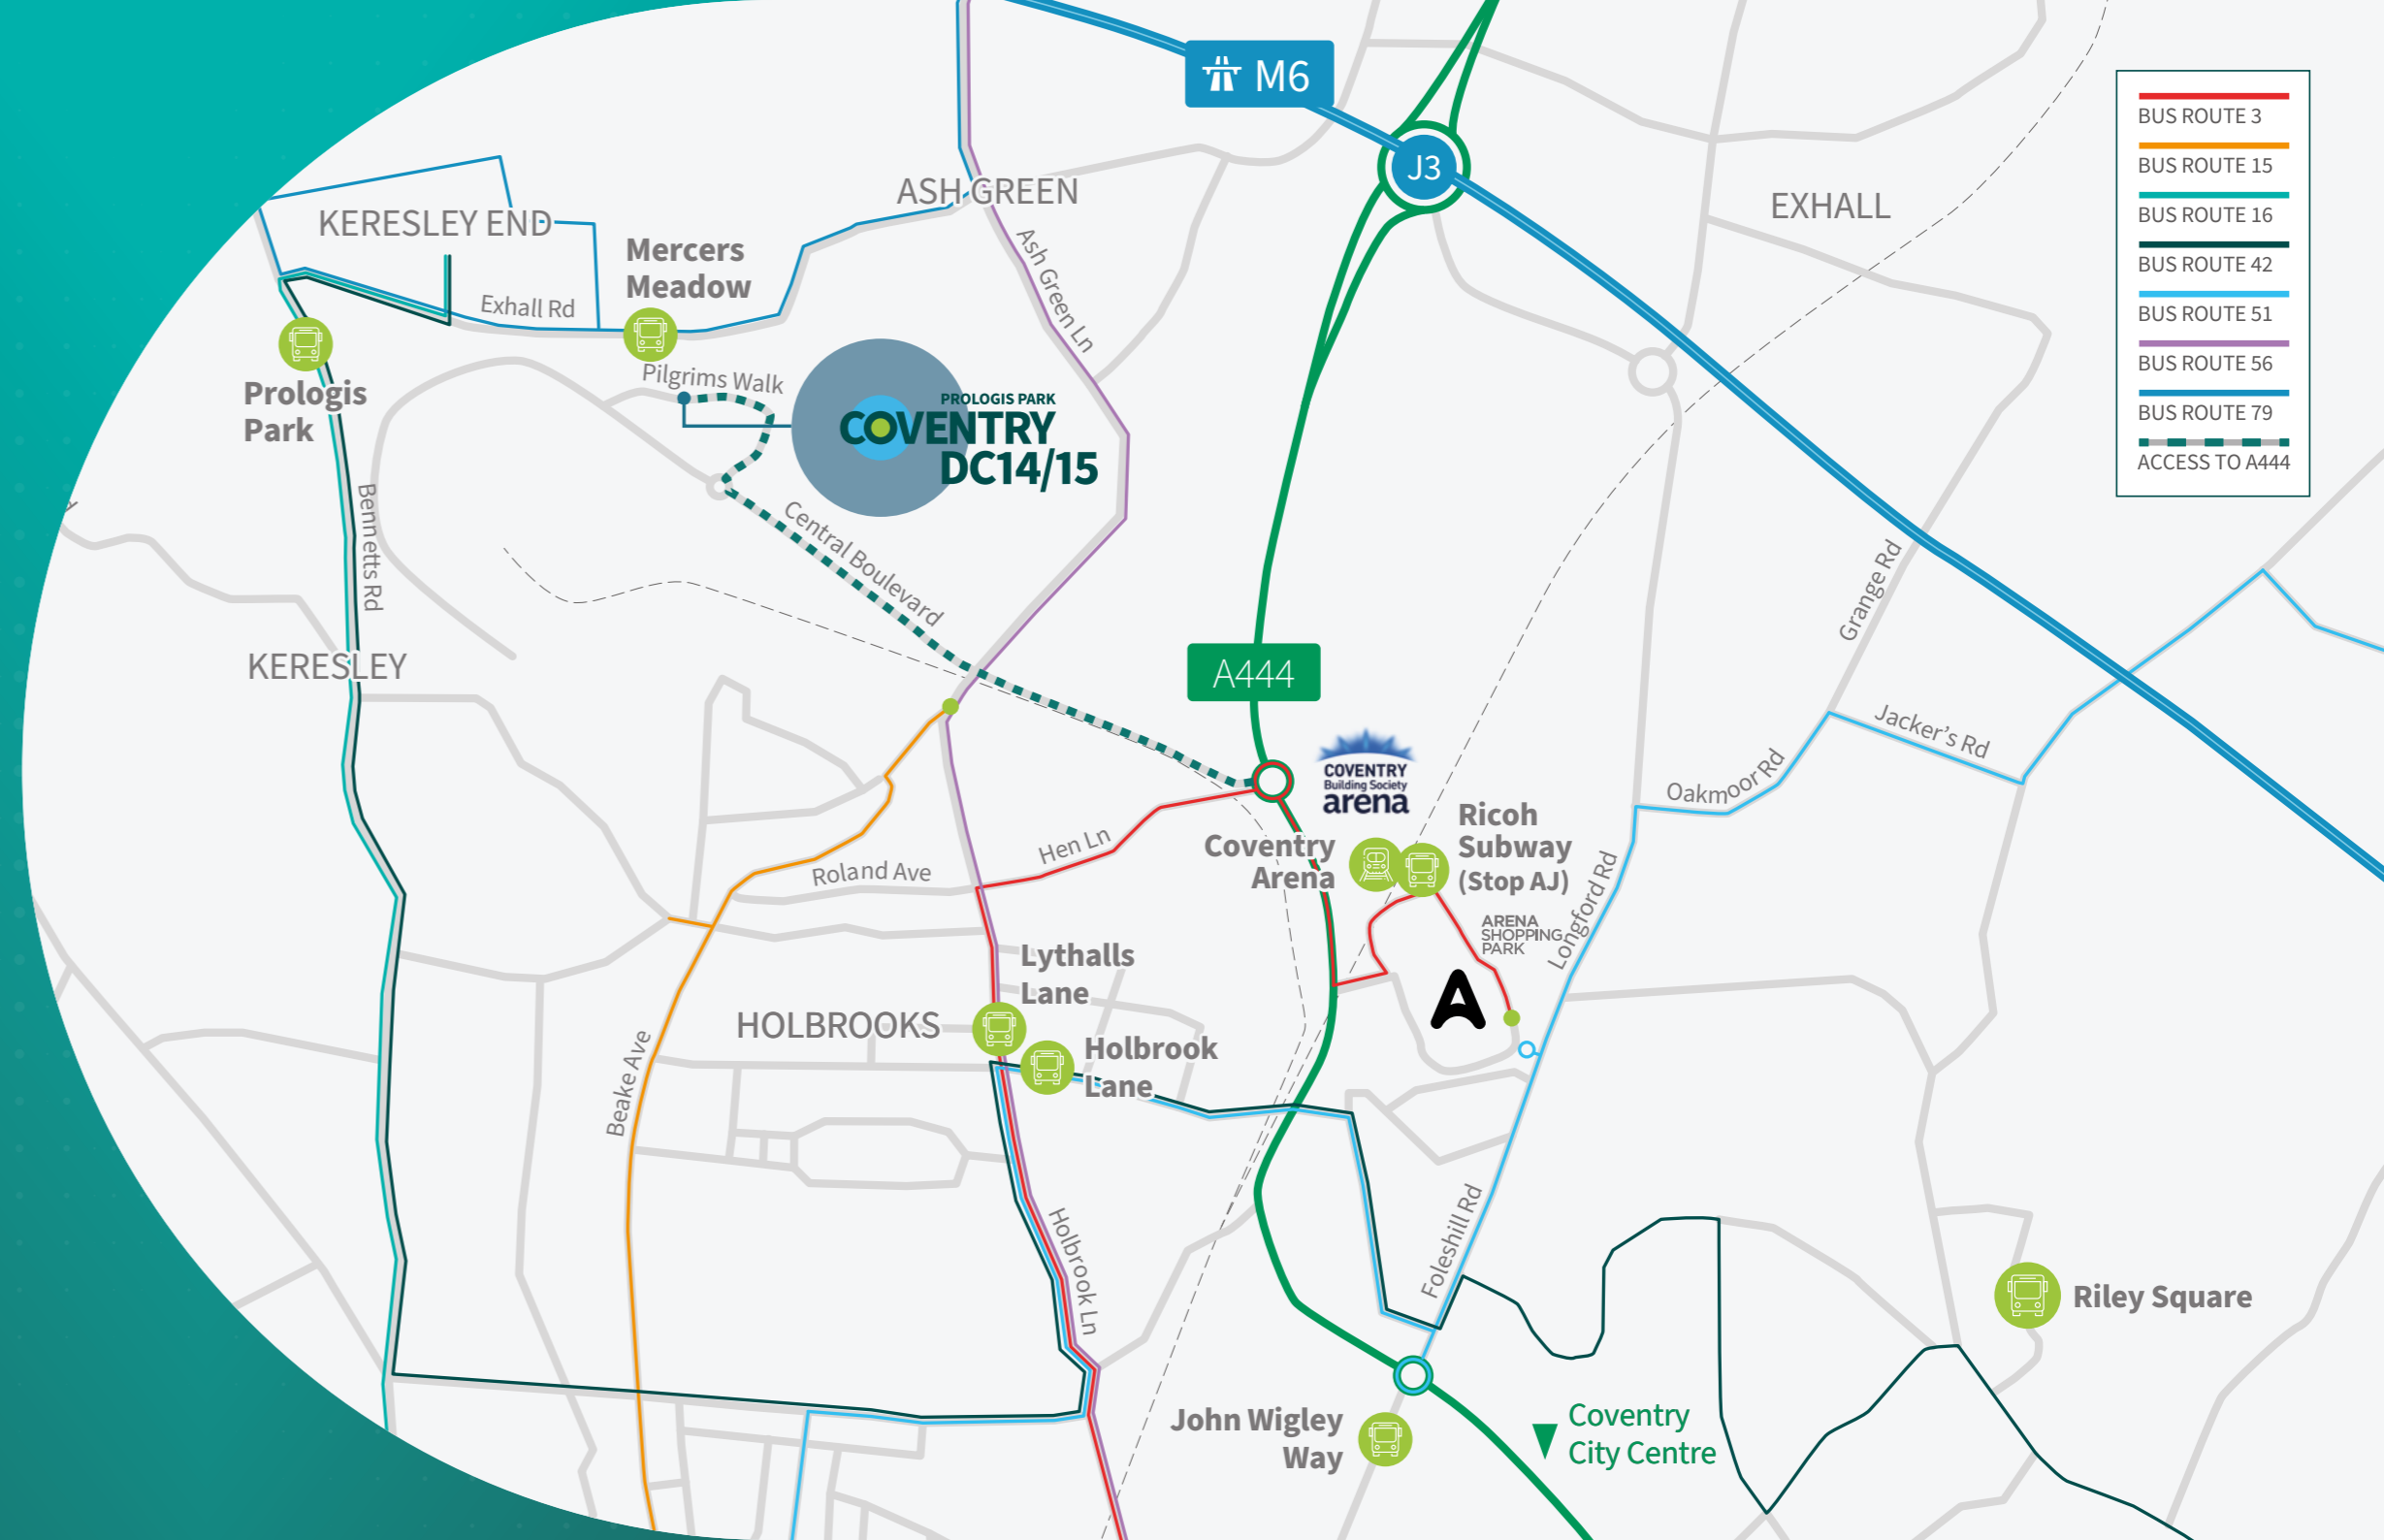 M6
J3
BUS ROUTE 3
BUS ROUTE 15
BUS ROUTE 16
BUS ROUTE 42
BUS ROUTE 51
BUS ROUTE 56
BUS ROUTE 79
ACCESS TO A444
ASH GREEN
EXHALL
KERESLEY END
Mercers
Meadow
Exhall Rd
Ash Green Ln
Prologis
Park
Pilgrims Walk
PROLOGIS PARK
COVENTRY
DC14/15
Bennetts Rd
Central Boulevard
Grange Rd
KERESLEY
A444
Jacker's Rd
Oakmoor Rd
COVENTRY
Building Society
arena
Coventry
Arena
Ricoh
Subway
(Stop AJ)
Hen Ln
Roland Ave
Longford Rd
ARENA
SHOPPING
PARK
Lythalls
Lane
HOLBROOKS
Holbrook
Lane
Beake Ave
Holbrook Ln
Foleshill Rd
Riley Square
John Wigley
Way
Coventry
City Centre